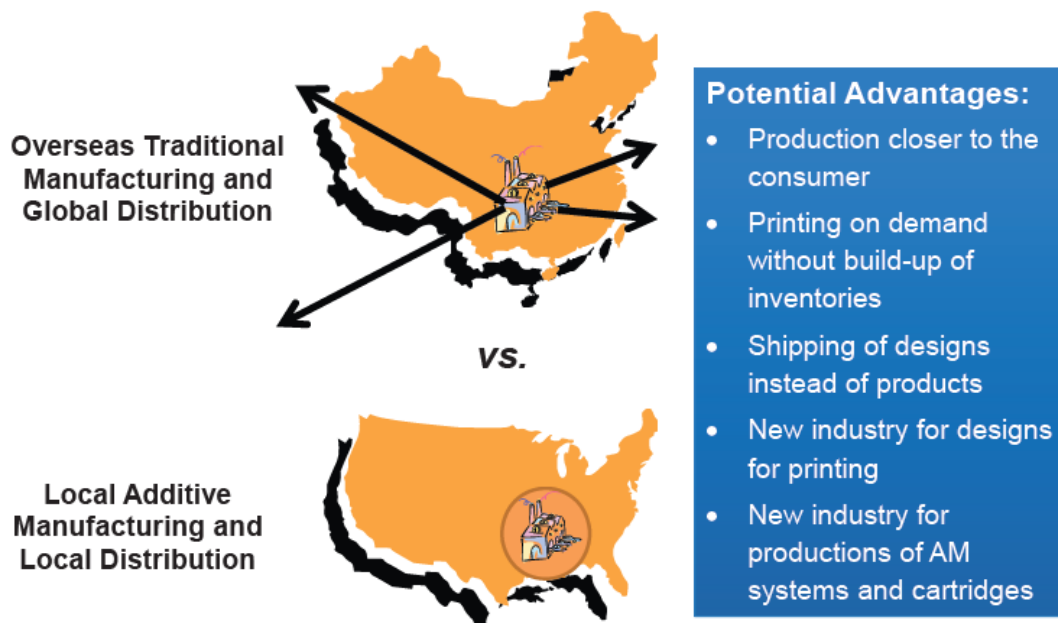 Overseas Traditional
Manufacturing and
Global Distribution
vs.
Local Additive
Manufacturing and
Local Distribution
Potential Advantages:
• Production closer to the
consumer
• Printing on demand
without build-up of
inventories
• Shipping of designs
instead of products
• New industry for designs
for printing
• New industry for
productions of AM
systems and cartridges